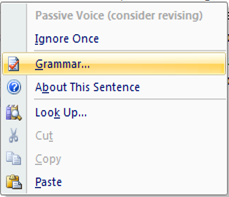 Passive Voice (consider revising)
Ignore Once
Grammar...
About This Sentence
Look Up...
Cut
Copy
Paste